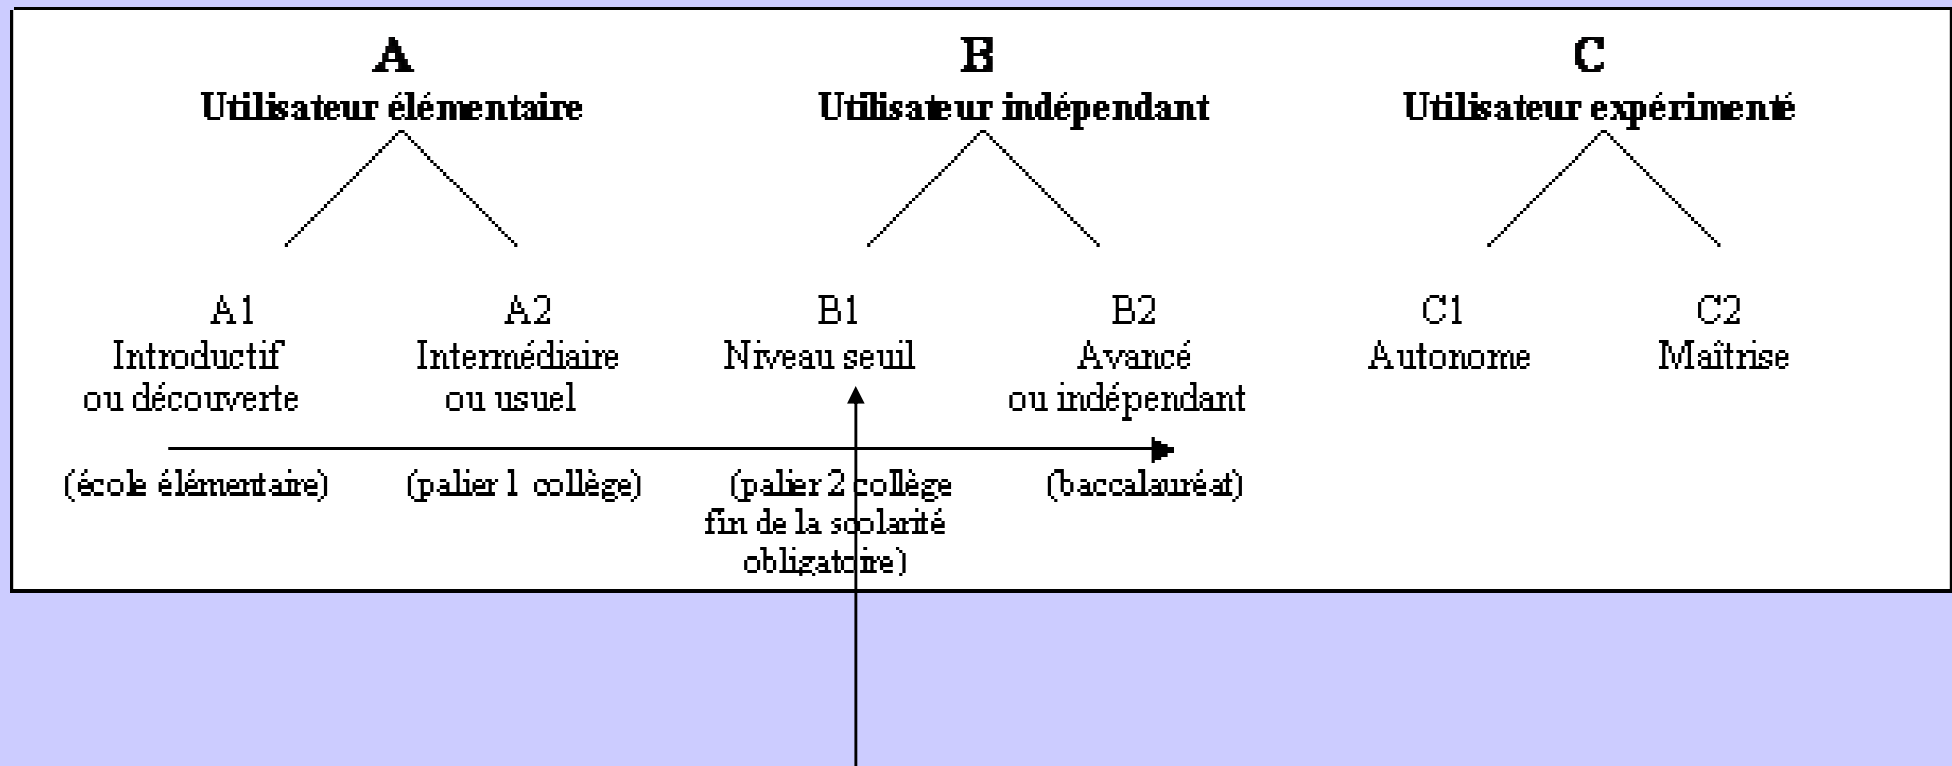 A
Utilisateur élémentaire
B
Utilisateur indépendant
C
Utilisateur expérimenté
A1
Introductif
ou découverte
A2
Intermédiaire
ou usuel
B1
Niveau seuil
B2
Avancé
ou indépendant
C1
Autonome
C2
Maîtrise
(école élémentaire)
(palier 1 collège)
(palier 2 collège
fin de la scolarité
obligatoire)
(baccalauréat)